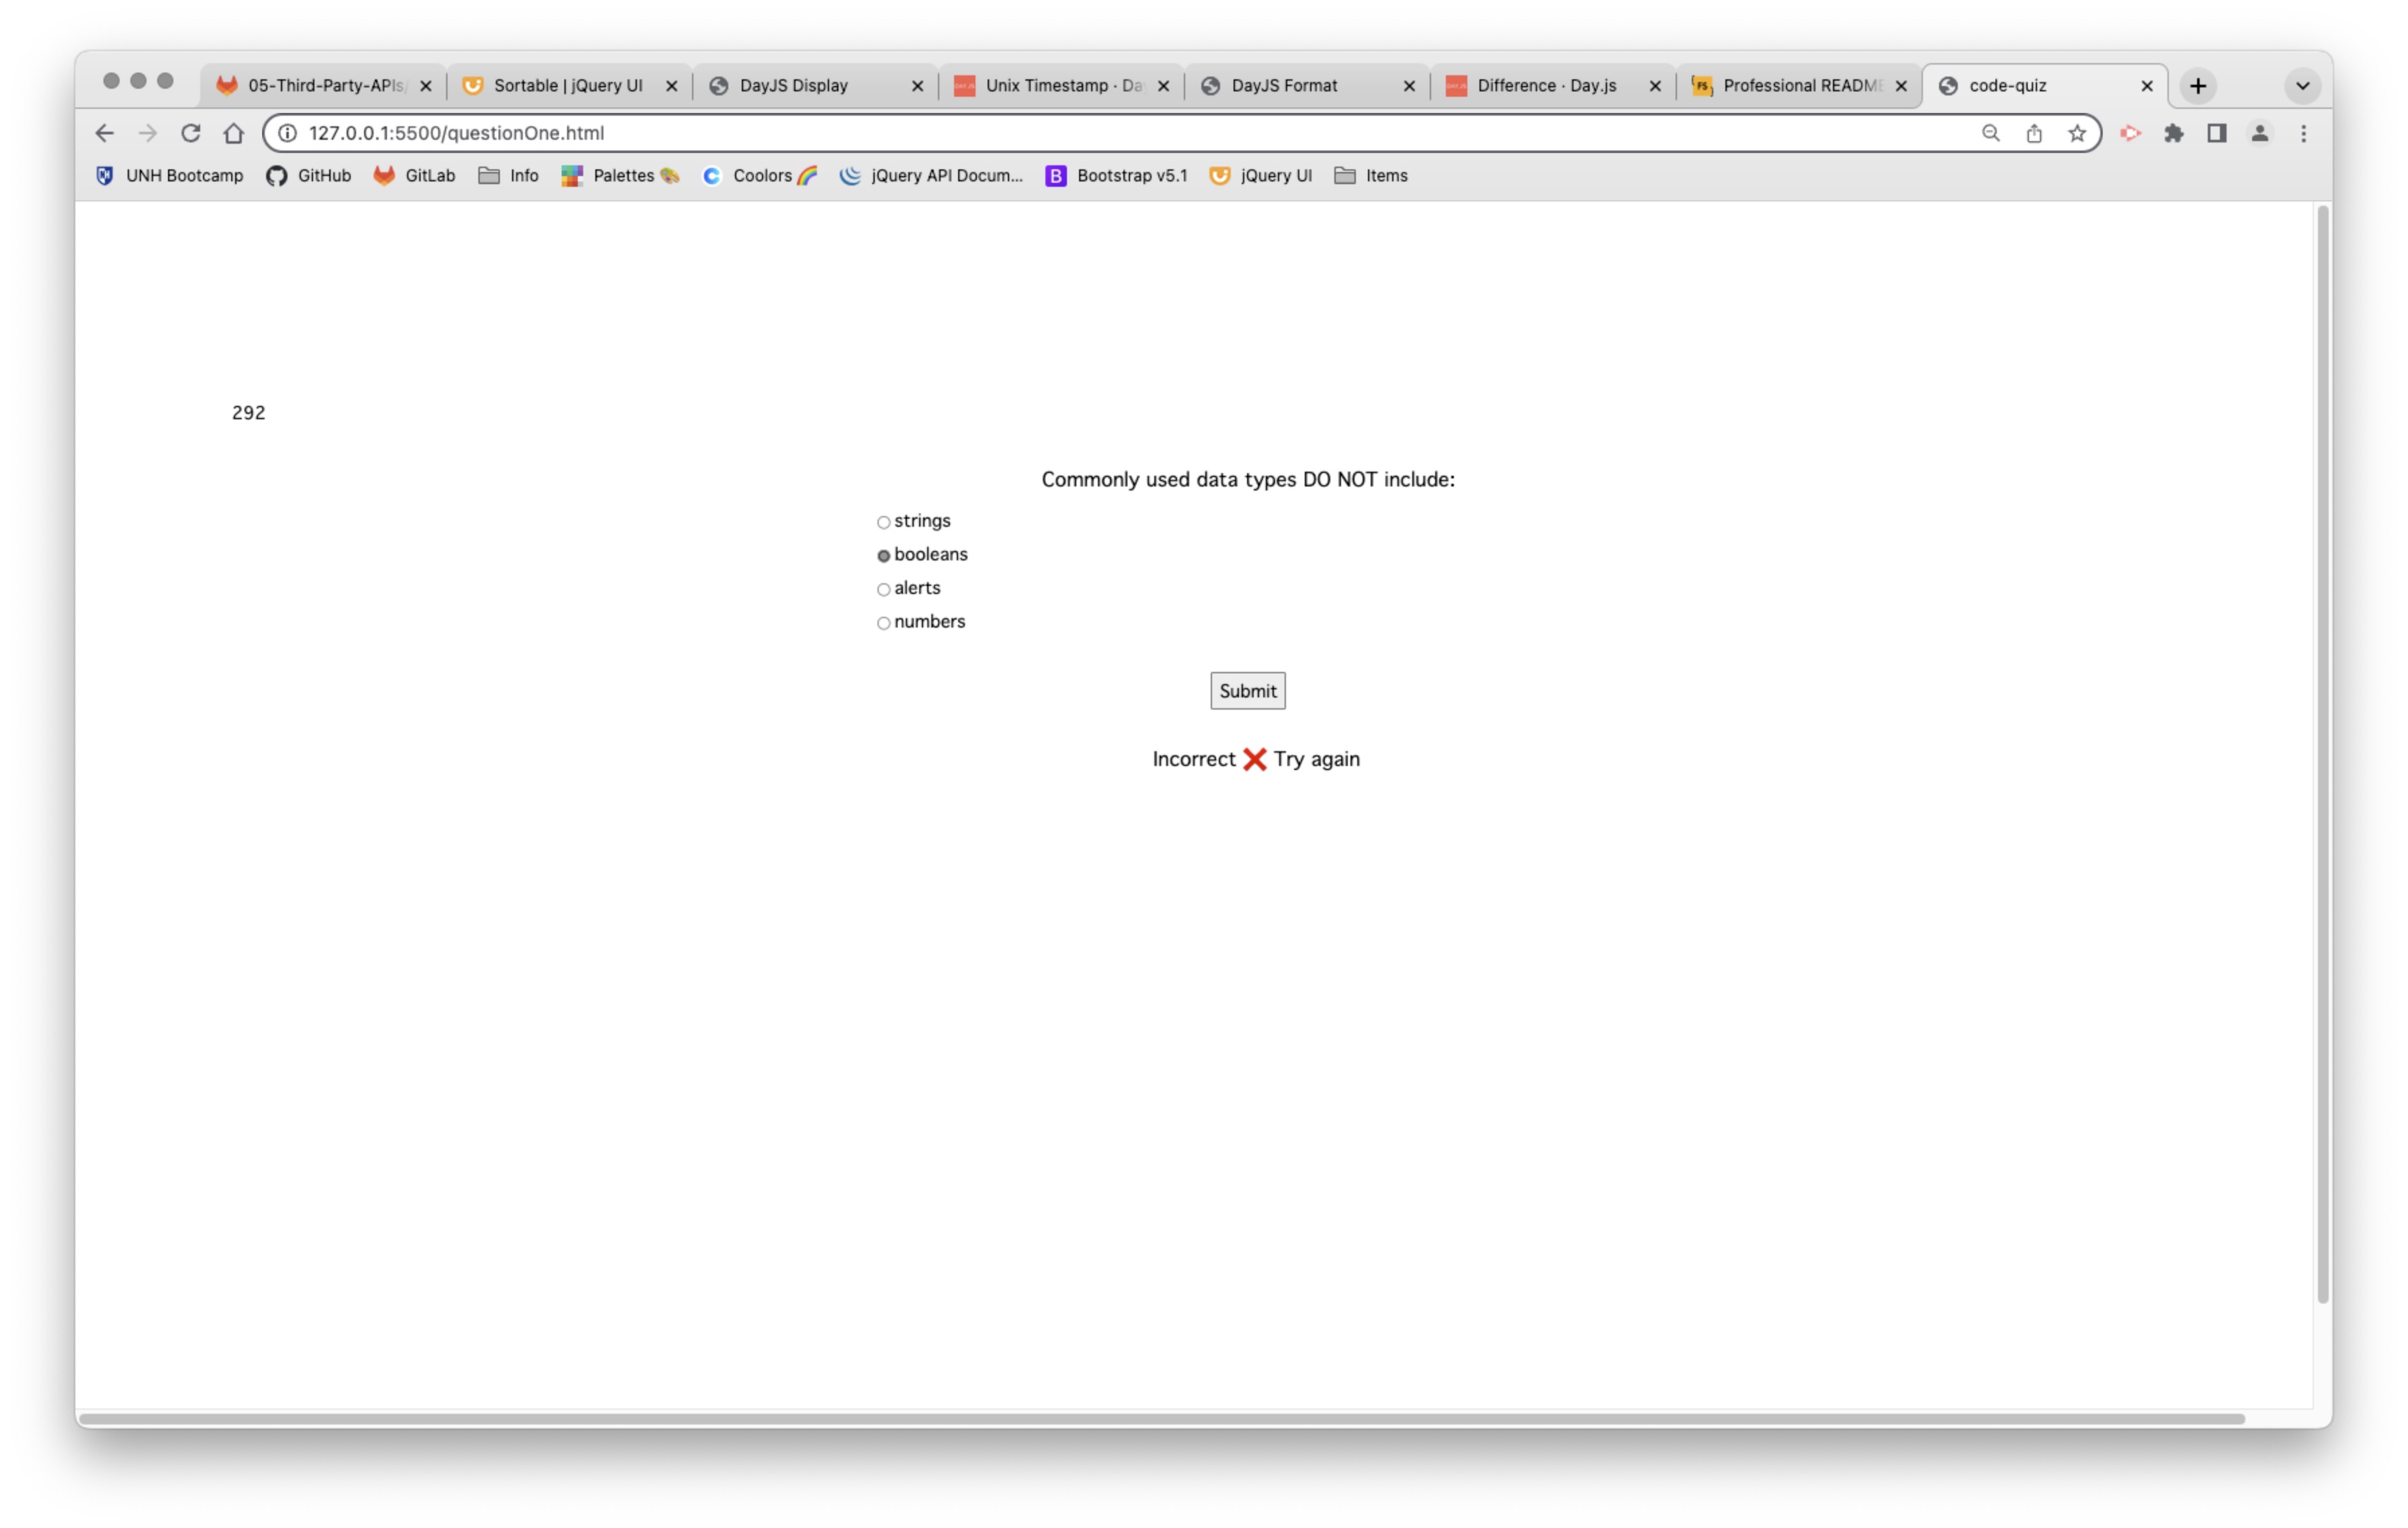 05-Third-Party-APIs
Sortable | jQuery UI
DayJS Display
Unix Timestamp · Da
DayJS Format
Difference · Day.js
Professional READM
code-quiz
127.0.0.1:5500/questionOne.html
UNH Bootcamp
GitHub
GitLab
Info
Palettes 🎨
Coolors 🌈
jQuery API Docum...
Bootstrap v5.1
jQuery UI
Items
292
Commonly used data types DO NOT include:
strings
booleans
alerts
numbers
Submit
Incorrect ❌ Try again